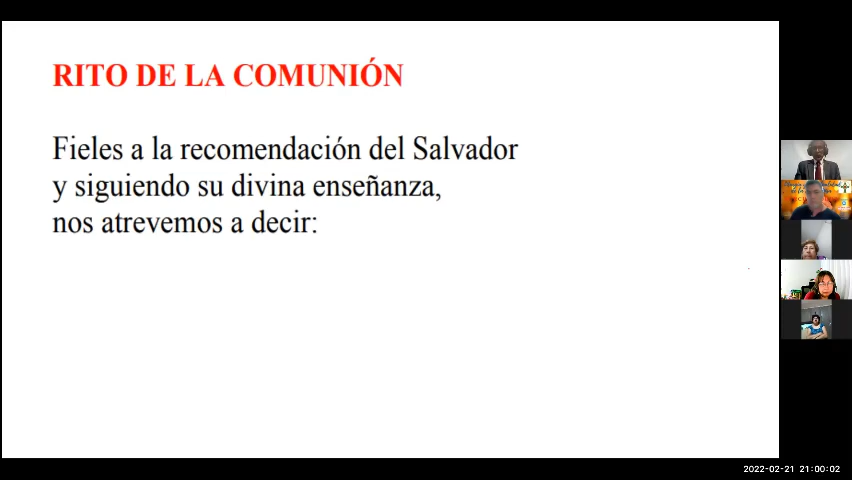 RITO DE LA COMUNIÓN
Fieles a la recomendación del Salvador
y siguiendo su divina enseñanza,
nos atrevemos a decir:
2022-02-21 21:00:02